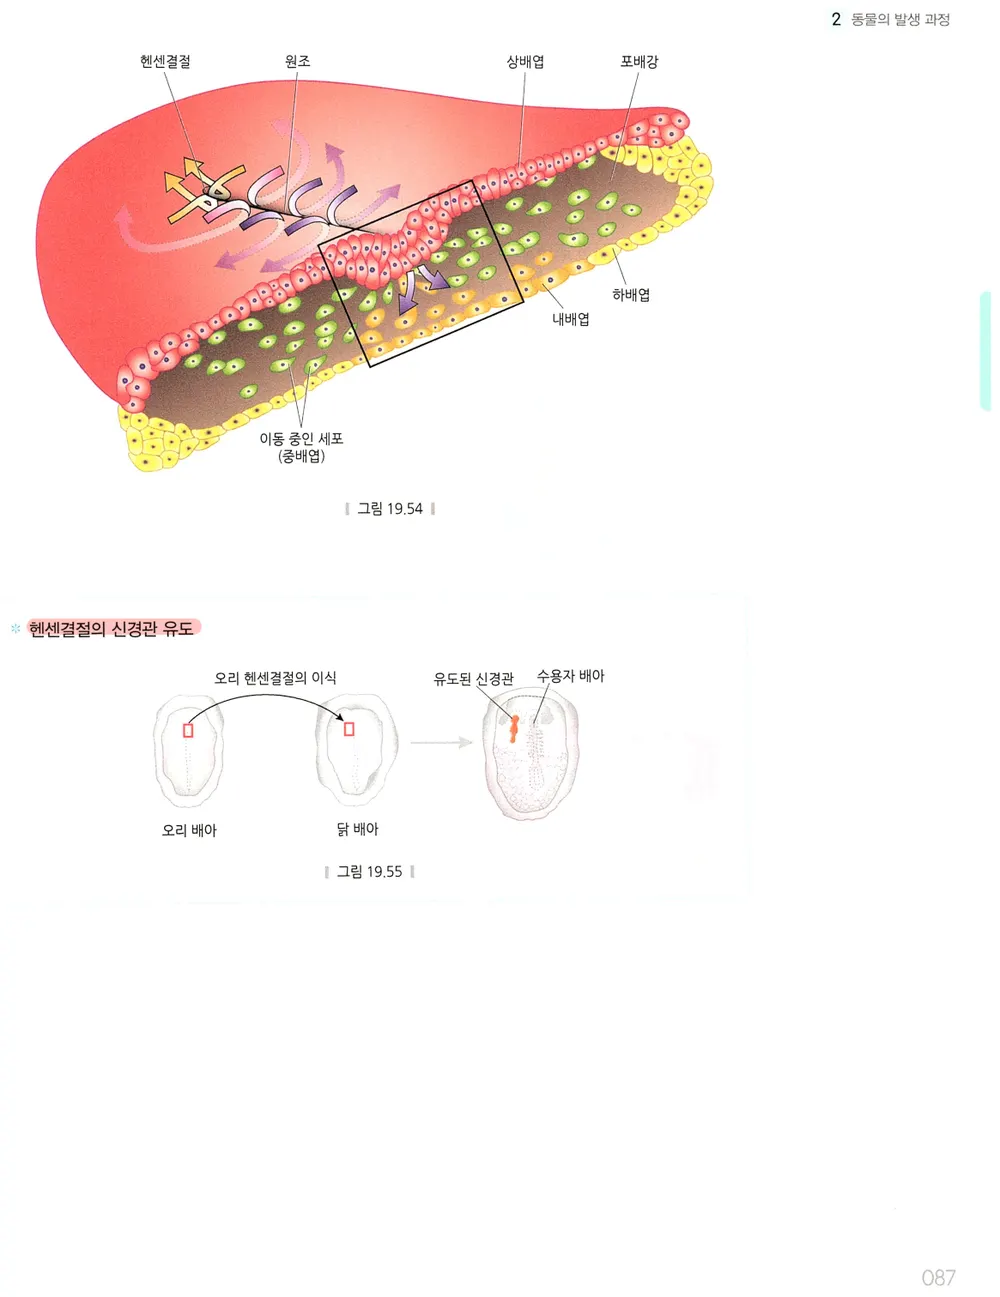 2 동물의 발생 과정
헨센결절 원조 상배엽 포배강
하배엽
내배엽
이동 중인 세포
(중배엽)
그림 19.54
* 헨센결절의 신경관 유도
오리 헨센결절의 이식 유도된 신경관 수용자 배아
오리 배아 닭 배아
그림 19.55
087